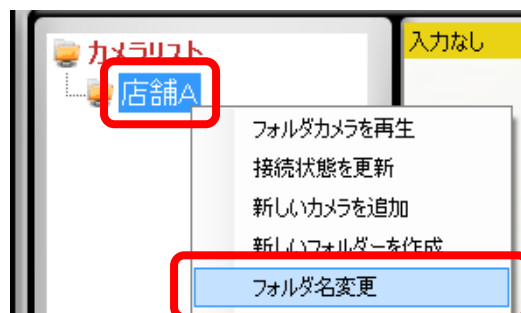 カメラリスト
入力なし
店舗A
フォルダカメラを再生
接続状態を更新
新しいカメラを追加
新しいフォルダーを作成
フォルダ名変更